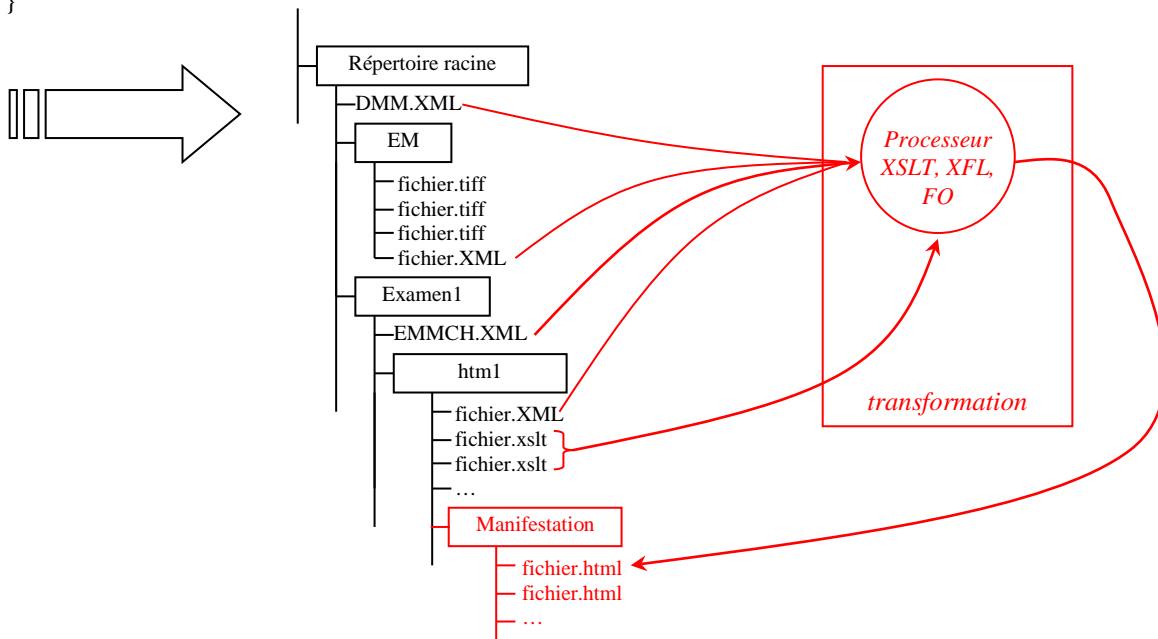 }
Répertoire racine
DMM.XML
EM
fichier.tiff
fichier.tiff
fichier.tiff
fichier.XML
Examen1
EMMCH.XML
htm1
fichier.XML
fichier.xslt
fichier.xslt
…
Manifestation
fichier.html
fichier.html
…
Processeur
XSLT, XFL,
FO
transformation